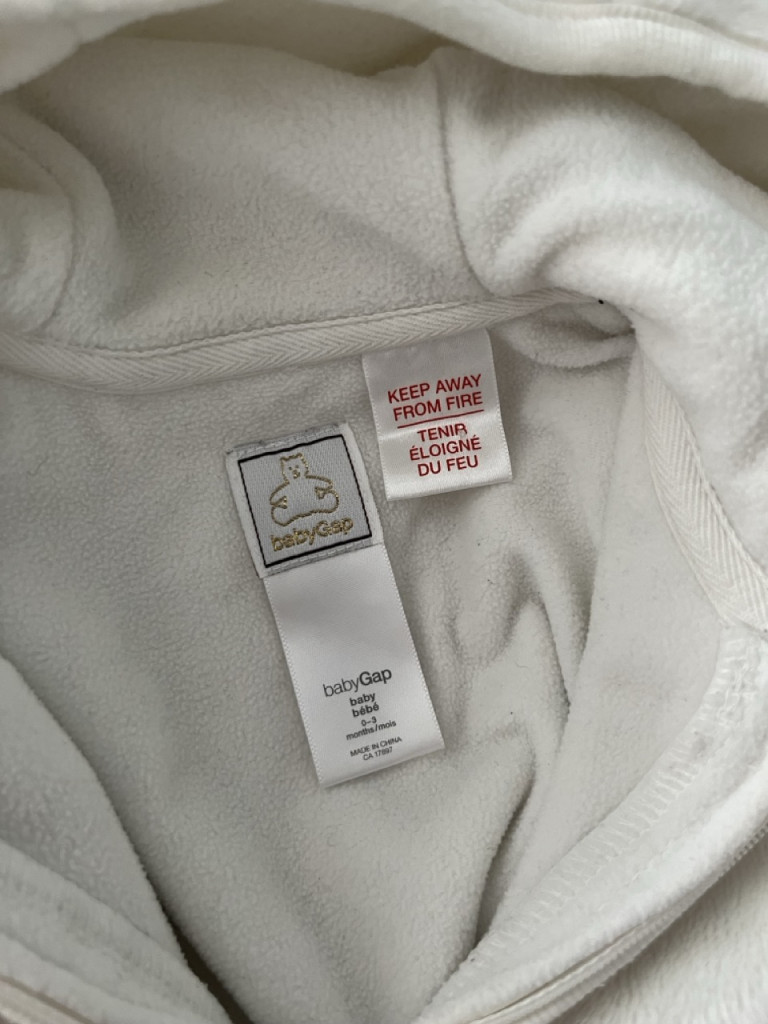 KEEP AWAY
FROM FIRE
TENIR
ÉLOIGNÉ
DU FEU
babyGap
babyGap
baby
bébé
0–3
months/mois
MADE IN CHINA
CA 17897